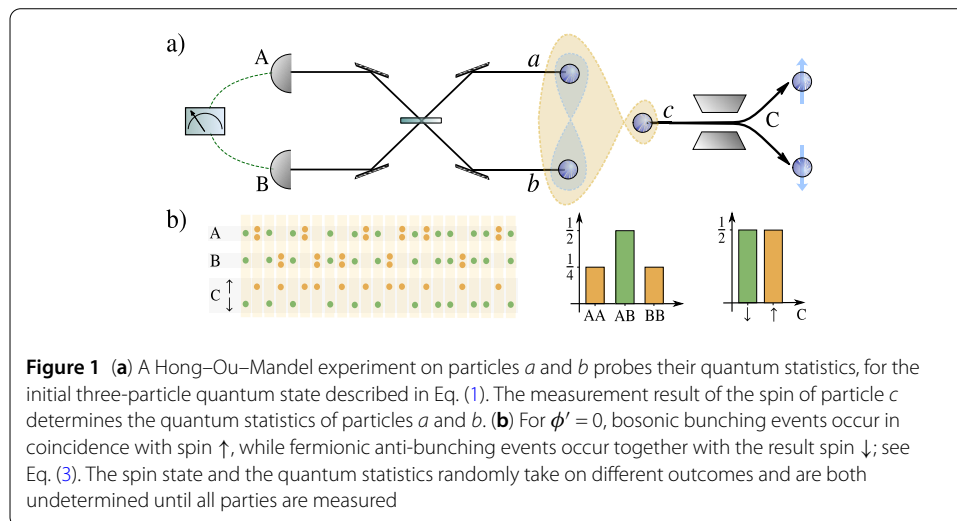 a)
A
B
a
b
c
C
b)
A
B
C ↑
↓
1/2
1/4
AA AB BB
1/2
↓ ↑ C
Figure 1 (a) A Hong–Ou–Mandel experiment on particles a and b probes their quantum statistics, for the
initial three-particle quantum state described in Eq. (1). The measurement result of the spin of particle c
determines the quantum statistics of particles a and b. (b) For ϕ′ = 0, bosonic bunching events occur in
coincidence with spin ↑, while fermionic anti-bunching events occur together with the result spin ↓; see
Eq. (3). The spin state and the quantum statistics randomly take on different outcomes and are both
undetermined until all parties are measured